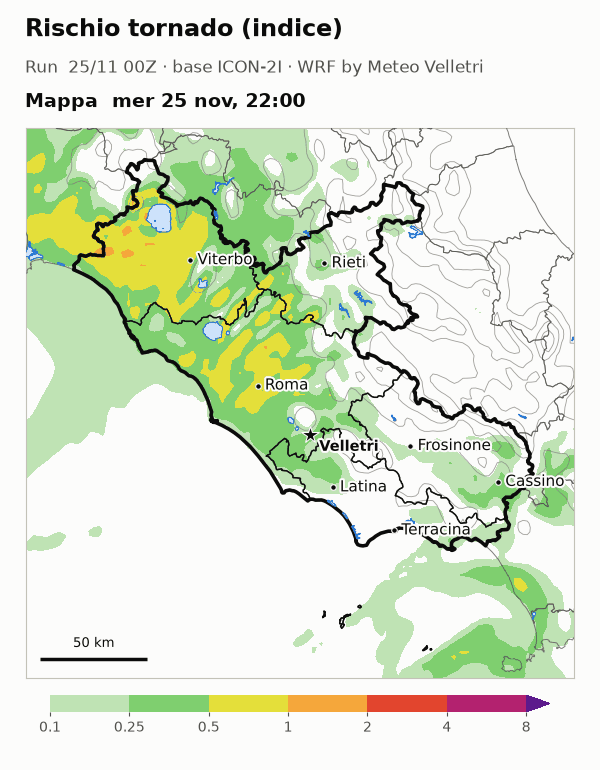 Rischio tornado (indice)
Run  25/11 00Z · base ICON-2I · WRF by Meteo Velletri
Mappa  mer 25 nov, 22:00
Viterbo
Rieti
Roma
Velletri
Frosinone
Cassino
Latina
Terracina
50 km
0.1 0.25 0.5 1 2 4 8